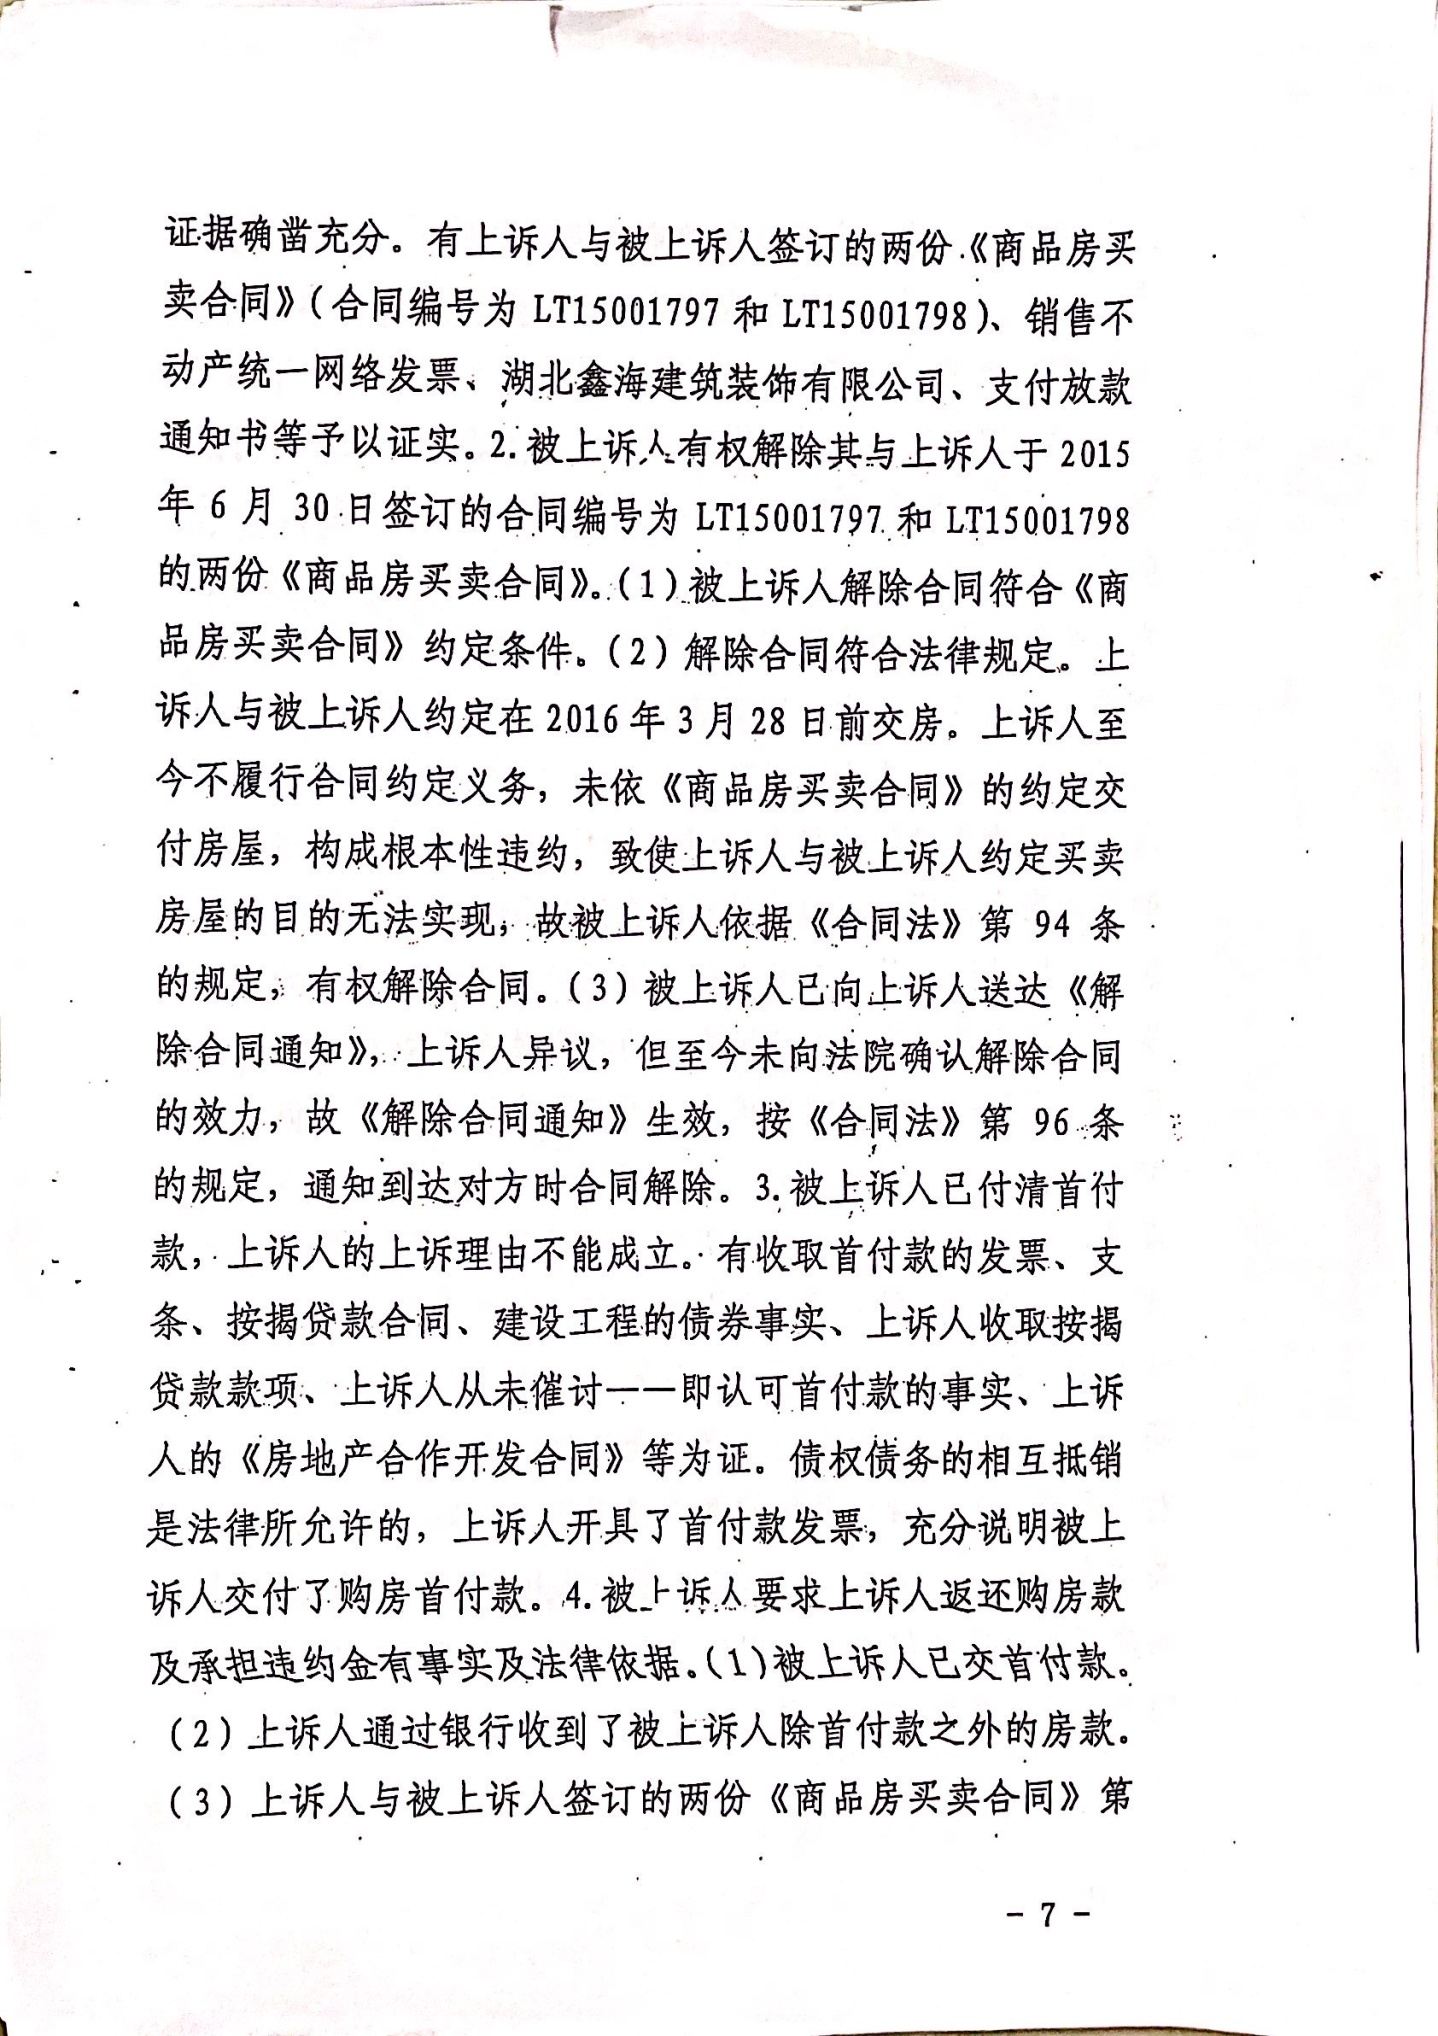 证据确凿充分。有上诉人与被上诉人签订的两份《商品房买
卖合同》（合同编号为 LT15001797 和 LT15001798）、销售不
动产统一网络发票、湖北鑫海建筑装饰有限公司、支付放款
通知书等予以证实。2.被上诉人有权解除其与上诉人于 2015
年 6 月 30 日签订的合同编号为 LT15001797 和 LT15001798
的两份《商品房买卖合同》。（1）被上诉人解除合同符合《商
品房买卖合同》约定条件。（2）解除合同符合法律规定。上
诉人与被上诉人约定在 2016 年 3 月 28 日前交房。上诉人至
今不履行合同约定义务，未依《商品房买卖合同》的约定交
付房屋，构成根本性违约，致使上诉人与被上诉人约定买卖
房屋的目的无法实现，故被上诉人依据《合同法》第 94 条
的规定，有权解除合同。（3）被上诉人已向上诉人送达《解
除合同通知》，上诉人异议，但至今未向法院确认解除合同
的效力，故《解除合同通知》生效，按《合同法》第 96 条
的规定，通知到达对方时合同解除。3.被上诉人已付清首付
款，上诉人的上诉理由不能成立。有收取首付款的发票、支
条、按揭贷款合同、建设工程的债券事实、上诉人收取按揭
贷款款项、上诉人从未催讨——即认可首付款的事实、上诉
人的《房地产合作开发合同》等为证。债权债务的相互抵销
是法律所允许的，上诉人开具了首付款发票，充分说明被上
诉人交付了购房首付款。4.被上诉人要求上诉人返还购房款
及承担违约金有事实及法律依据。（1）被上诉人已交首付款。
（2）上诉人通过银行收到了被上诉人除首付款之外的房款。
（3）上诉人与被上诉人签订的两份《商品房买卖合同》第
- 7 -